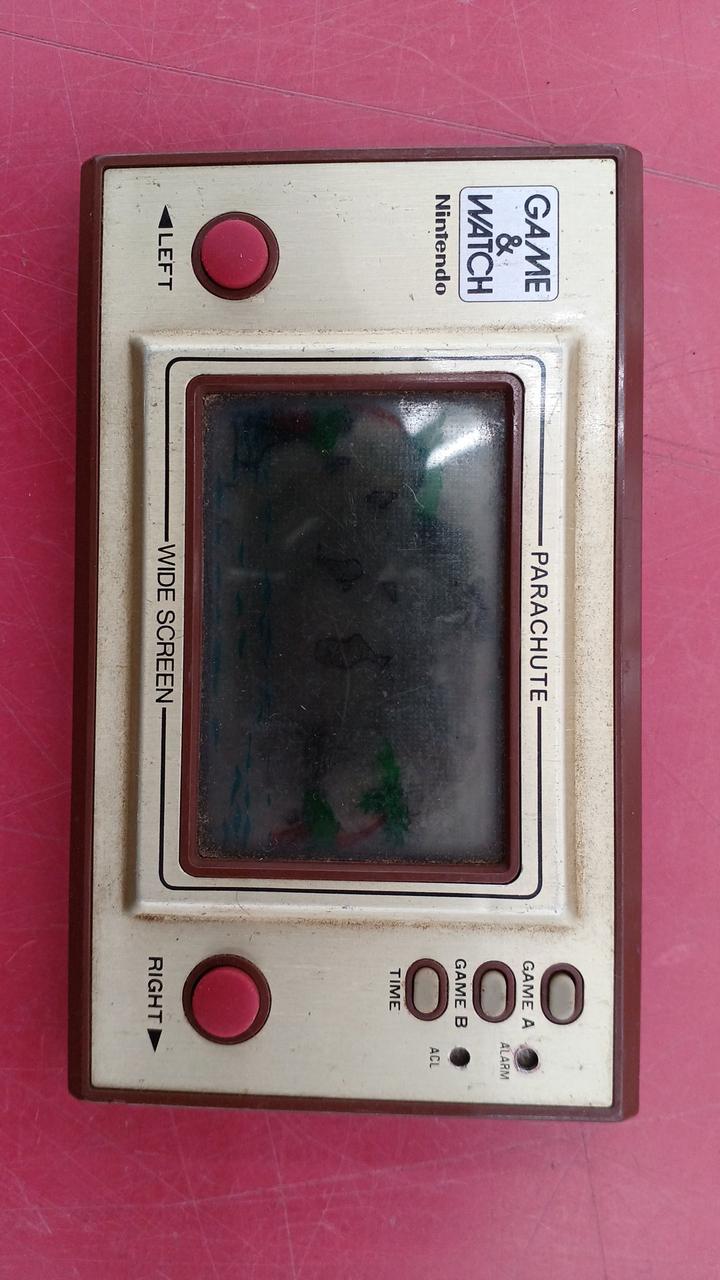 GAME
&
WATCH
Nintendo
PARACHUTE
WIDE SCREEN
◀LEFT
GAME A
ALARM
GAME B
ACL
TIME
RIGHT▶